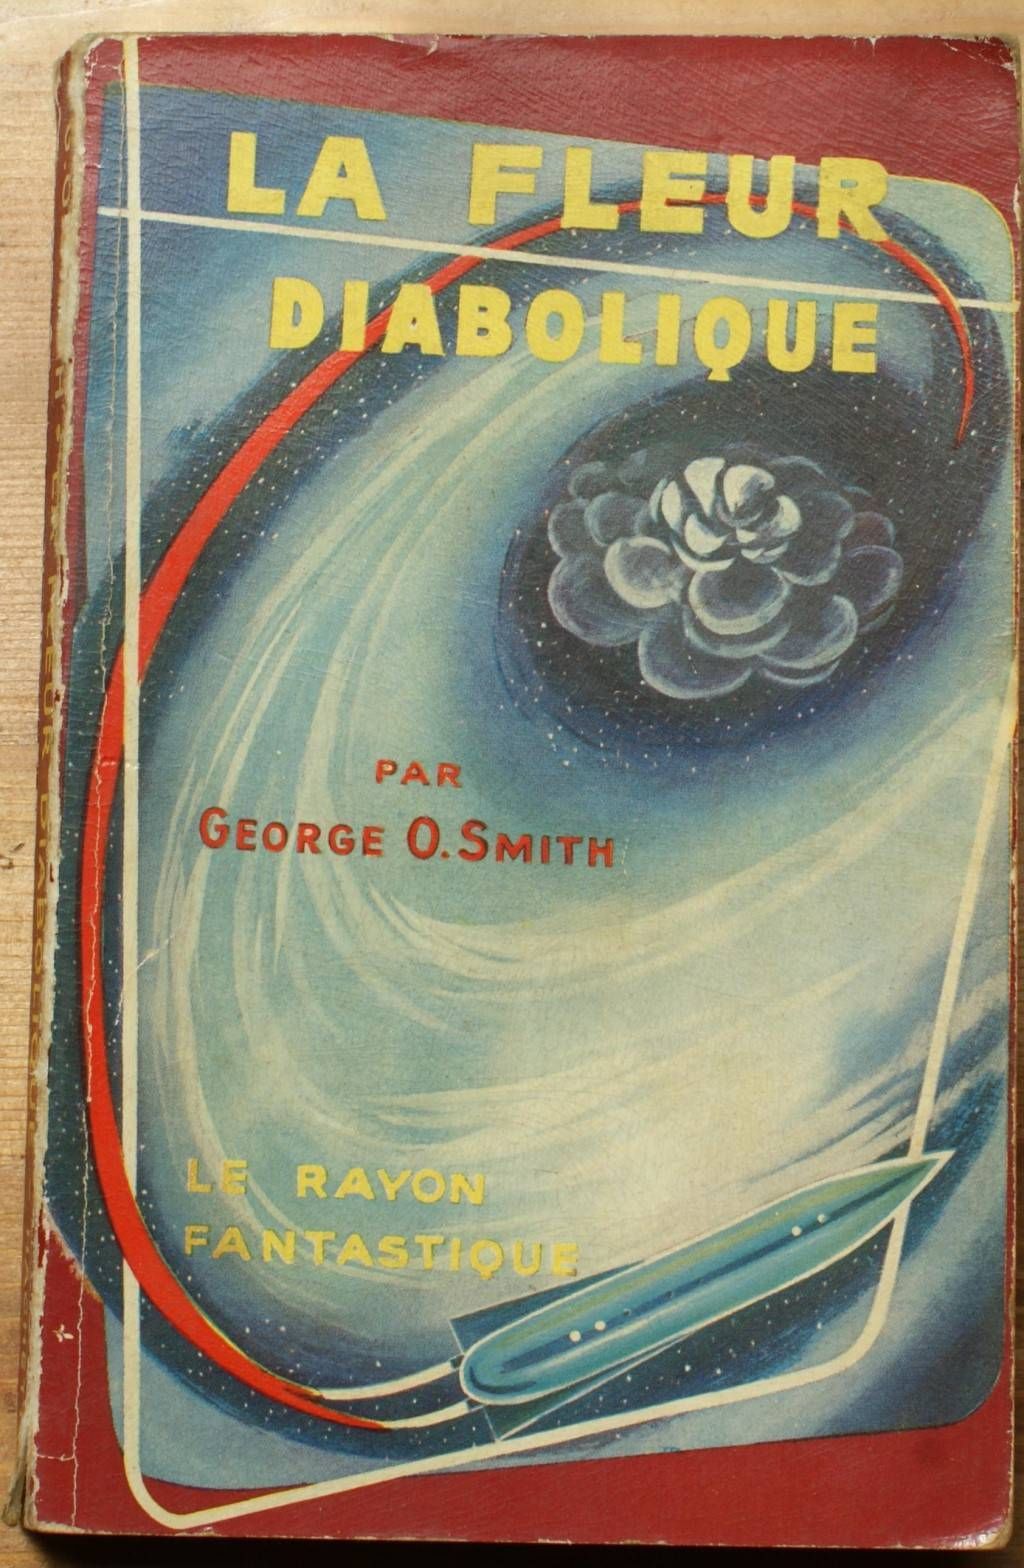 LA FLEUR
DIABOLIQUE
PAR
GEORGE O. SMITH
LE RAYON
FANTASTIQUE